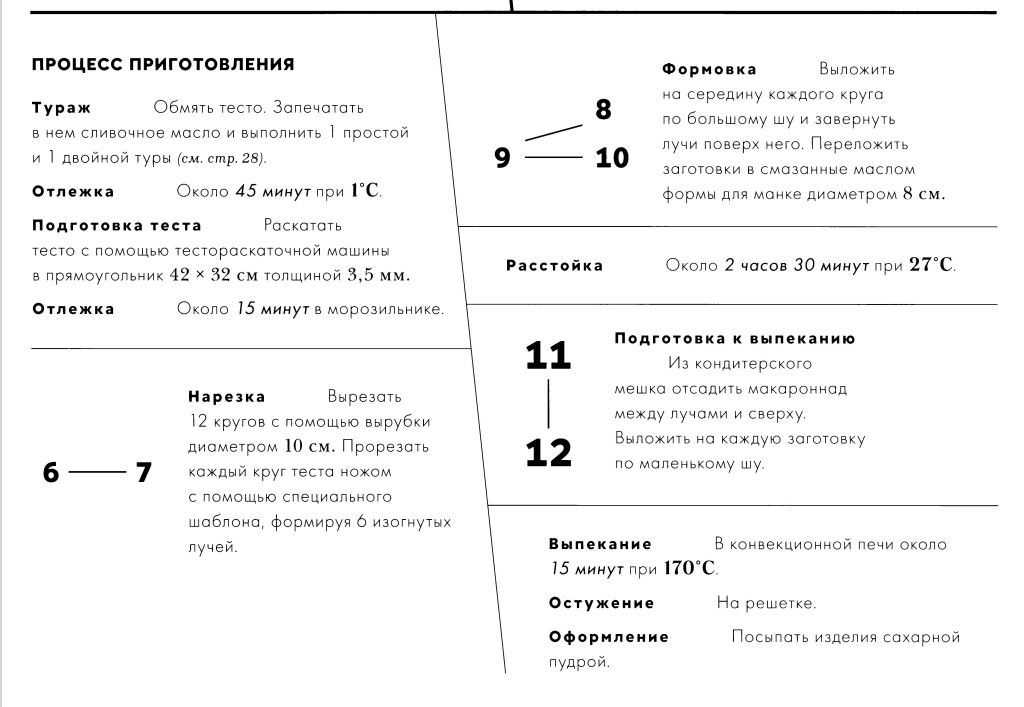 ПРОЦЕСС ПРИГОТОВЛЕНИЯ
Тураж Обмять тесто. Запечатать
в нем сливочное масло и выполнить 1 простой
и 1 двойной туры (см. стр. 28).
Отлежка Около 45 минут при 1°С.
Подготовка теста Раскатать
тесто с помощью тестораскаточной машины
в прямоугольник 42 × 32 см толщиной 3,5 мм.
Отлежка Около 15 минут в морозильнике.
6 7
Нарезка Вырезать
12 кругов с помощью вырубки
диаметром 10 см. Прорезать
каждый круг теста ножом
с помощью специального
шаблона, формируя 6 изогнутых
лучей.
8
9 10
Формовка Выложить
на середину каждого круга
по большому шу и завернуть
лучи поверх него. Переложить
заготовки в смазанные маслом
формы для манке диаметром 8 см.
Расстойка Около 2 часов 30 минут при 27°С.
11
12
Подготовка к выпеканию
Из кондитерского
мешка отсадить макароннад
между лучами и сверху.
Выложить на каждую заготовку
по маленькому шу.
Выпекание В конвекционной печи около
15 минут при 170°С.
Остужение На решетке.
Оформление Посыпать изделия сахарной
пудрой.